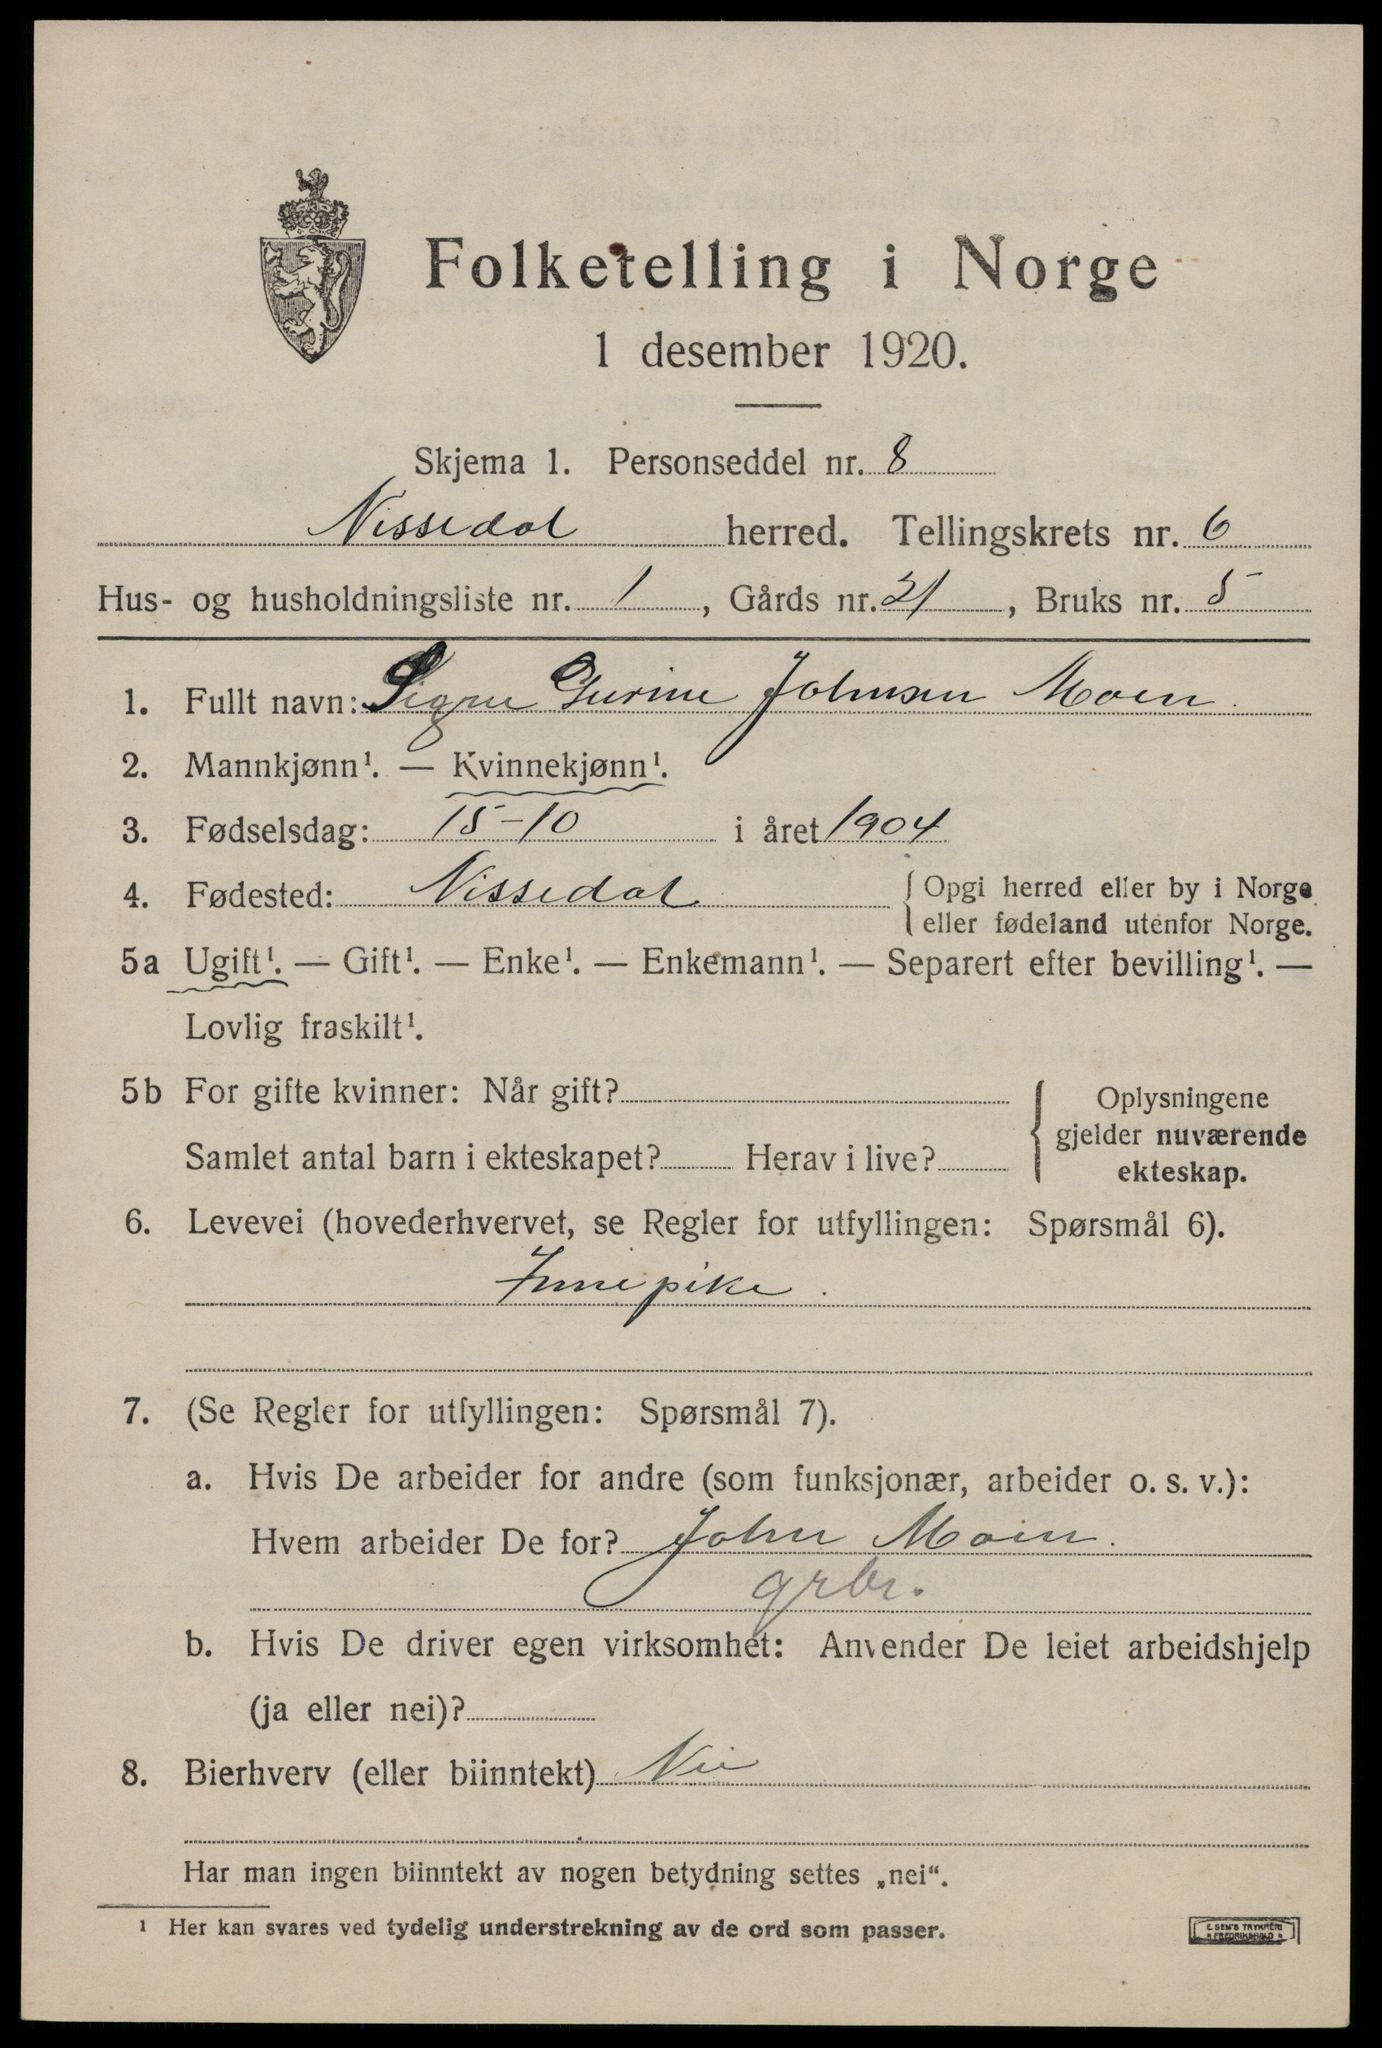 Folketelling i Norge
1 desember 1920.
Skjema 1. Personseddel nr. 8
Nissedal herred. Tellingskrets nr. 6
Hus- og husholdningsliste nr. 1, Gårds nr. 21, Bruks nr. 5
1. Fullt navn: Signe Gurine Johnsen Moen.
2. Mannkjønn¹. — Kvinnekjønn¹.
3. Fødselsdag: 15-10 i året 1904
4. Fødested: Nissedal { Opgi herred eller by i Norge
eller fødeland utenfor Norge.
5a Ugift¹. — Gift¹. — Enke¹. — Enkemann¹. — Separert efter bevilling¹. —
Lovlig fraskilt¹.
5b For gifte kvinner: Når gift? { Oplysningene
gjelder nuværende
Samlet antal barn i ekteskapet? Herav i live? ekteskap.
6. Levevei (hovederhvervet, se Regler for utfyllingen: Spørsmål 6).
Innepike.
7. (Se Regler for utfyllingen: Spørsmål 7).
a. Hvis De arbeider for andre (som funksjonær, arbeider o. s. v.):
Hvem arbeider De for? John Moen.
grbr.
b. Hvis De driver egen virksomhet: Anvender De leiet arbeidshjelp
(ja eller nei)?
8. Bierhverv (eller biinntekt) Nei
Har man ingen biinntekt av nogen betydning settes „nei“.
¹ Her kan svares ved tydelig understrekning av de ord som passer.
E. SEM'S TRYKKERI
FREDRIKSHALD